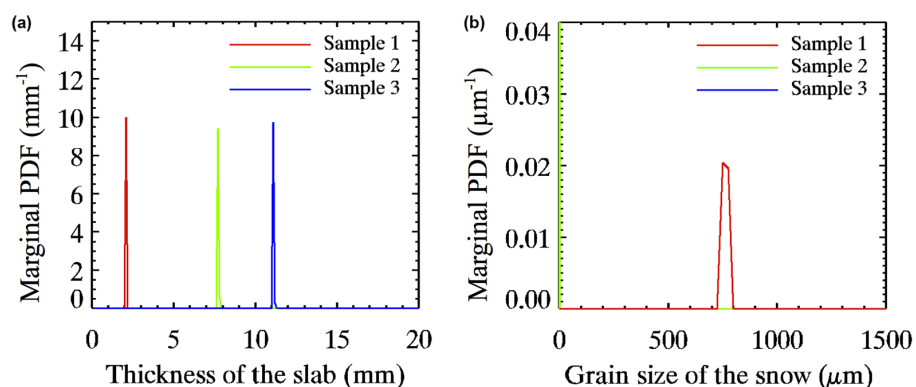 (a)
Marginal PDF (mm⁻¹)
14
12
10
8
6
4
2
0
Sample 1
Sample 2
Sample 3
0 5 10 15 20
Thickness of the slab (mm)
(b)
Marginal PDF (μm⁻¹)
0.04
0.03
0.02
0.01
0.00
Sample 1
Sample 2
Sample 3
0 500 1000 1500
Grain size of the snow (μm)